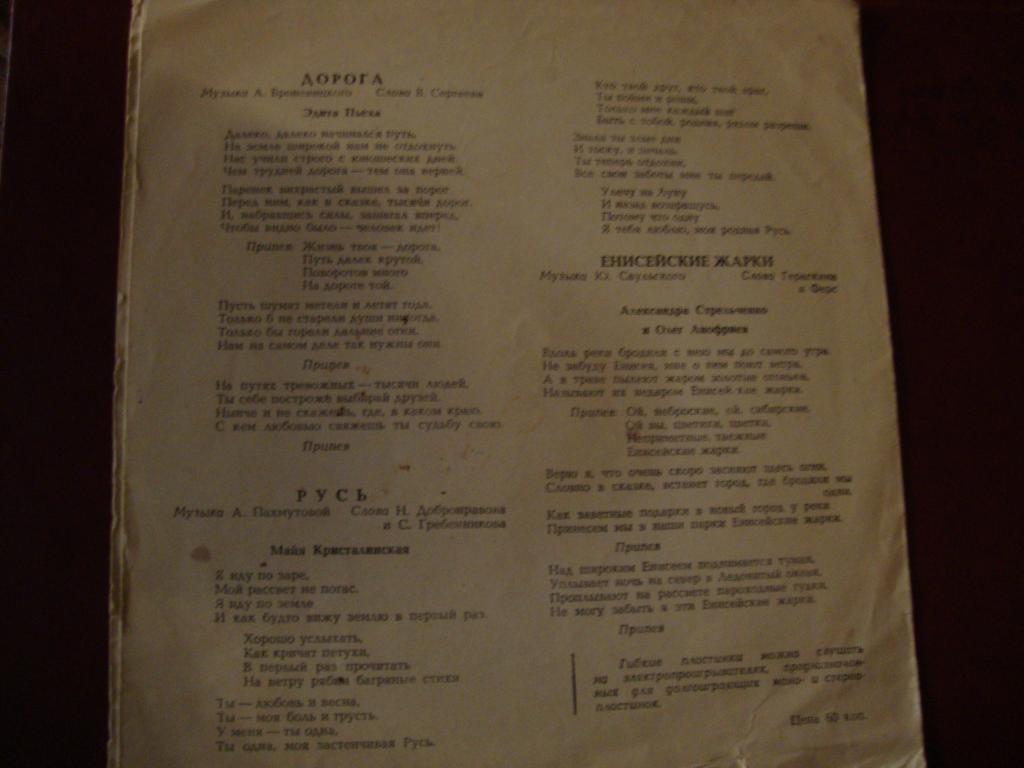 ДОРОГА
Музыка А. Броневицкого Слова В. Сергеева
Эдита Пьеха
Далеко, далеко начинался путь,
На земле широкой нам не отдохнуть.
Нас учили строго с юношеских дней.
Чем трудней дорога — тем она верней.
Паренек вихрастый вышел за порог.
Перед ним, как в сказке, тысячи дорог.
И, набравшись силы, зашагал вперед,
Чтобы видно было — человек идет!
Припев: Жизнь твоя — дорога,
Путь далек крутой,
Поворотов много
На дороге той.
Пусть шумят метели и летят года,
Только б не старели души никогда,
Только бы горели дальние огни,
Нам на самом деле так нужны они.
Припев
На путях тревожных — тысячи людей,
Ты себе построже выбирай друзей.
Нынче и не скажешь, где, в каком краю,
С кем любовью свяжешь ты судьбу свою.
Припев
РУСЬ
Музыка А. Пахмутовой Слова Н. Добронравова
и С. Гребенникова
Майя Кристалинская
Я иду по заре,
Мой рассвет не погас.
Я иду по земле
И как будто вижу землю в первый раз.
Хорошо услыхать,
Как кричат петухи,
В первый раз прочитать
На ветру рябин багряные стихи
Ты — любовь и весна,
Ты — моя боль и грусть.
У меня — ты одна,
Ты одна, моя застенчивая Русь.
Кто твой друг, кто твой враг,
Ты пойми и реши,
Только мне каждый шаг
Быть с тобой, родная, рядом разреши.
Знала ты злые дни
И тоску, и печаль.
Ты теперь отдохни,
Все свои заботы мне ты передай.
Улечу на Луну
И назад возвращусь,
Потому что одну
Я тебя люблю, моя родная Русь.
ЕНИСЕЙСКИЕ ЖАРКИ
Музыка Ю. Саульского Слова Тараскина
и Ферс
Александра Стрельченко
и Олег Анофриев
Вдоль реки бродили с нею мы до самого утра.
Не забуду Енисея, мне о нем поют ветра,
А в траве пылают жаром золотые огоньки,
Называют их недаром Енисейские жарки.
Припев: Ой, неброские, ой, сибирские,
Ой вы, цветики, цветки,
Неприметные, таежные
Енисейские жарки.
Верю я, что очень скоро засияют здесь огни,
Словно в сказке, встанет город, где бродили мы
одни.
Как заветные подарки в новый город у реки
Принесем мы в наши парки Енисейские жарки.
Припев
Над широким Енисеем поднимается туман,
Уплывает ночь на север в Ледовитый океан,
Проплывают на рассвете пароходные гудки,
Не могу забыть я эти Енисейские жарки.
Припев
Гибкие пластинки можно слушать
на электропроигрывателях, предназначен-
ных для долгоиграющих моно- и стерео-
пластинок.
Цена 60 коп.